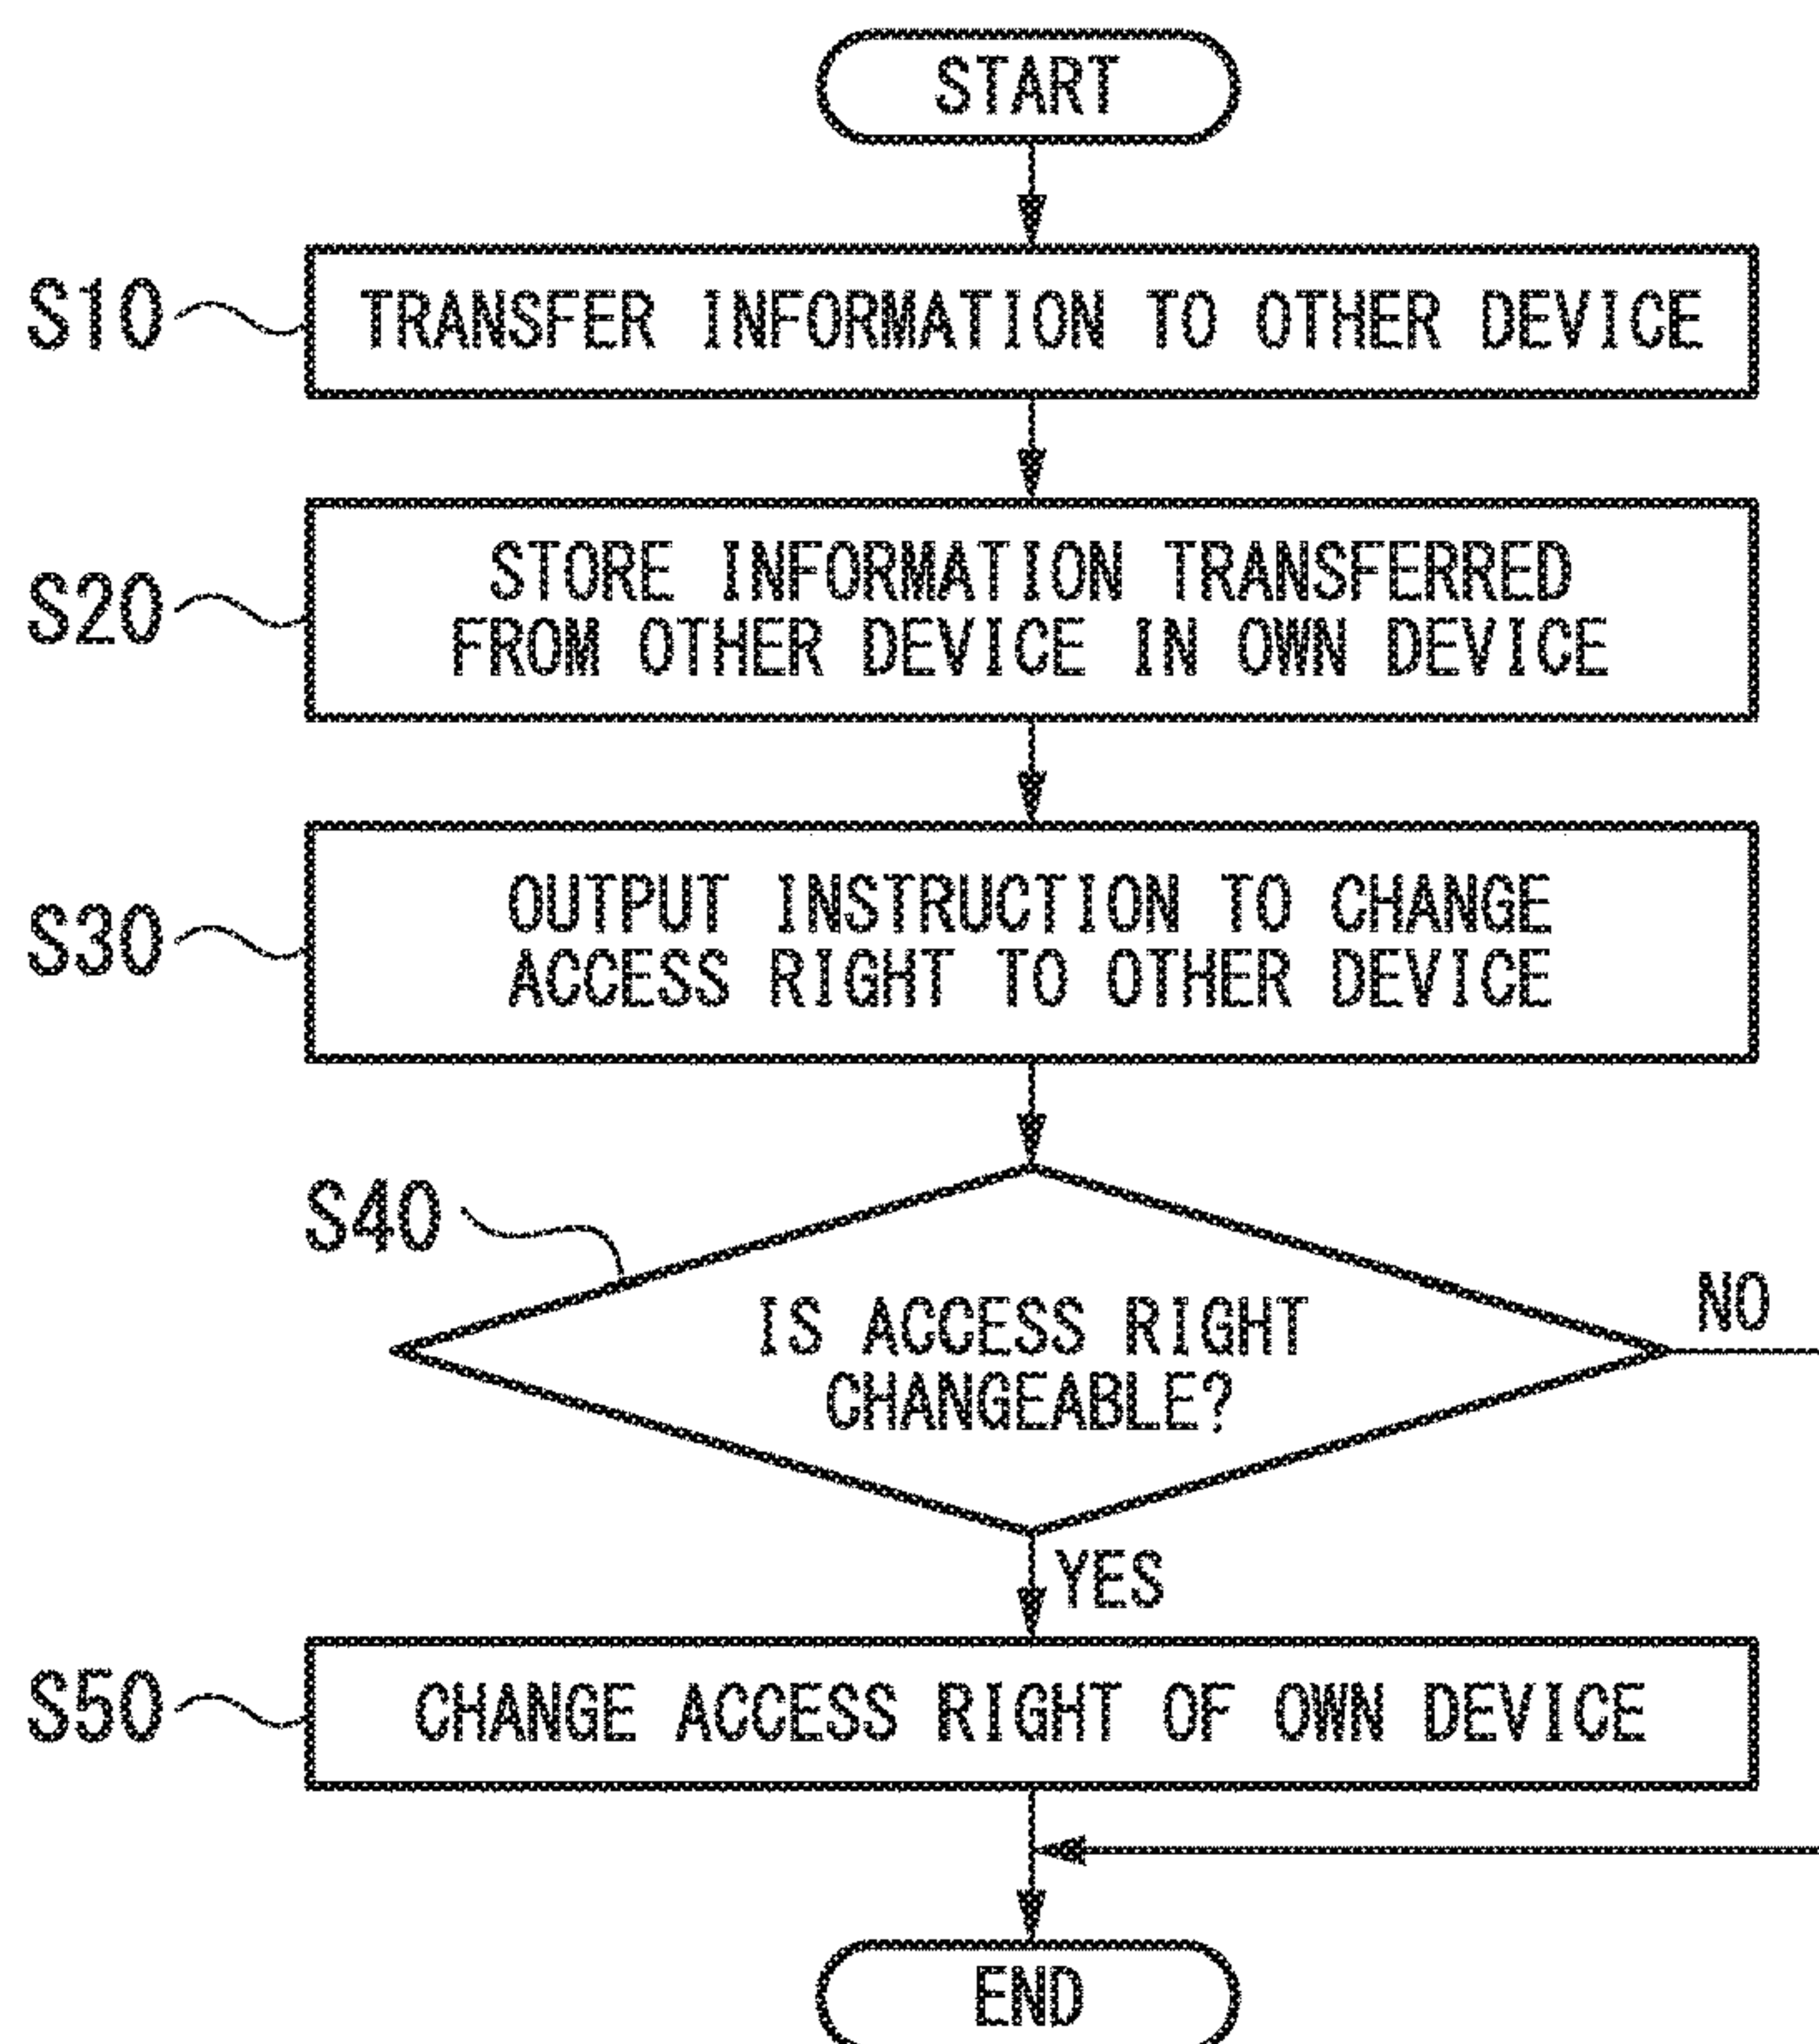 START
S10
TRANSFER INFORMATION TO OTHER DEVICE
S20
STORE INFORMATION TRANSFERRED
FROM OTHER DEVICE IN OWN DEVICE
S30
OUTPUT INSTRUCTION TO CHANGE
ACCESS RIGHT TO OTHER DEVICE
S40
IS ACCESS RIGHT
CHANGEABLE?
NO
YES
S50
CHANGE ACCESS RIGHT OF OWN DEVICE
END